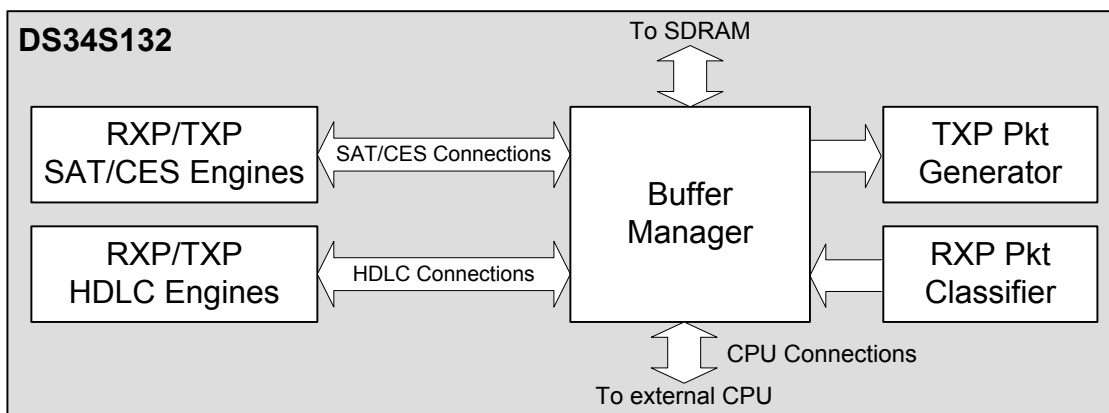 DS34S132
To SDRAM
RXP/TXP
SAT/CES Engines
SAT/CES Connections
Buffer
Manager
TXP Pkt
Generator
RXP/TXP
HDLC Engines
HDLC Connections
RXP Pkt
Classifier
CPU Connections
To external CPU